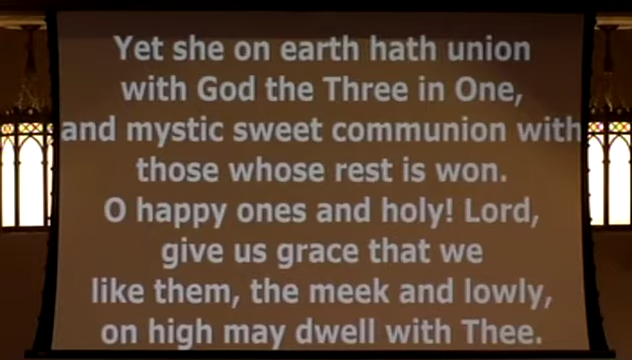 Yet she on earth hath union
with God the Three in One,
and mystic sweet communion with
those whose rest is won.
O happy ones and holy! Lord,
give us grace that we
like them, the meek and lowly,
on high may dwell with Thee.